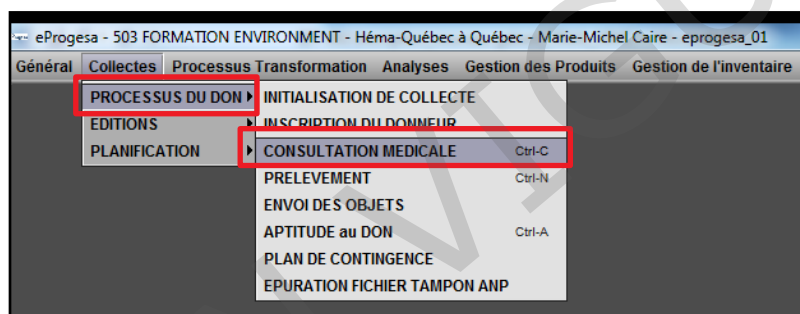 eProgesa - 503 FORMATION ENVIRONMENT - Héma-Québec à Québec - Marie-Michel Caire - eprogesa_01
Général Collectes Processus Transformation Analyses Gestion des Produits Gestion de l'inventaire
PROCESSUS DU DON
EDITIONS
PLANIFICATION
INITIALISATION DE COLLECTE
INSCRIPTION DU DONNEUR
CONSULTATION MEDICALE Ctrl-C
PRELEVEMENT Ctrl-N
ENVOI DES OBJETS
APTITUDE au DON Ctrl-A
PLAN DE CONTINGENCE
EPURATION FICHIER TAMPON ANP